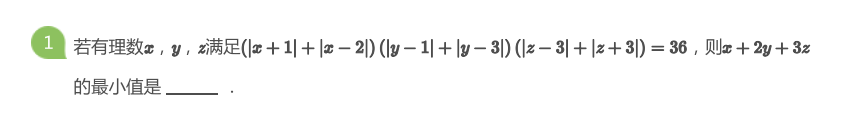 1 若有理数x，y，z满足(|x + 1| + |x − 2|) (|y − 1| + |y − 3|) (|z − 3| + |z + 3|) = 36，则x + 2y + 3z
的最小值是 ______ .